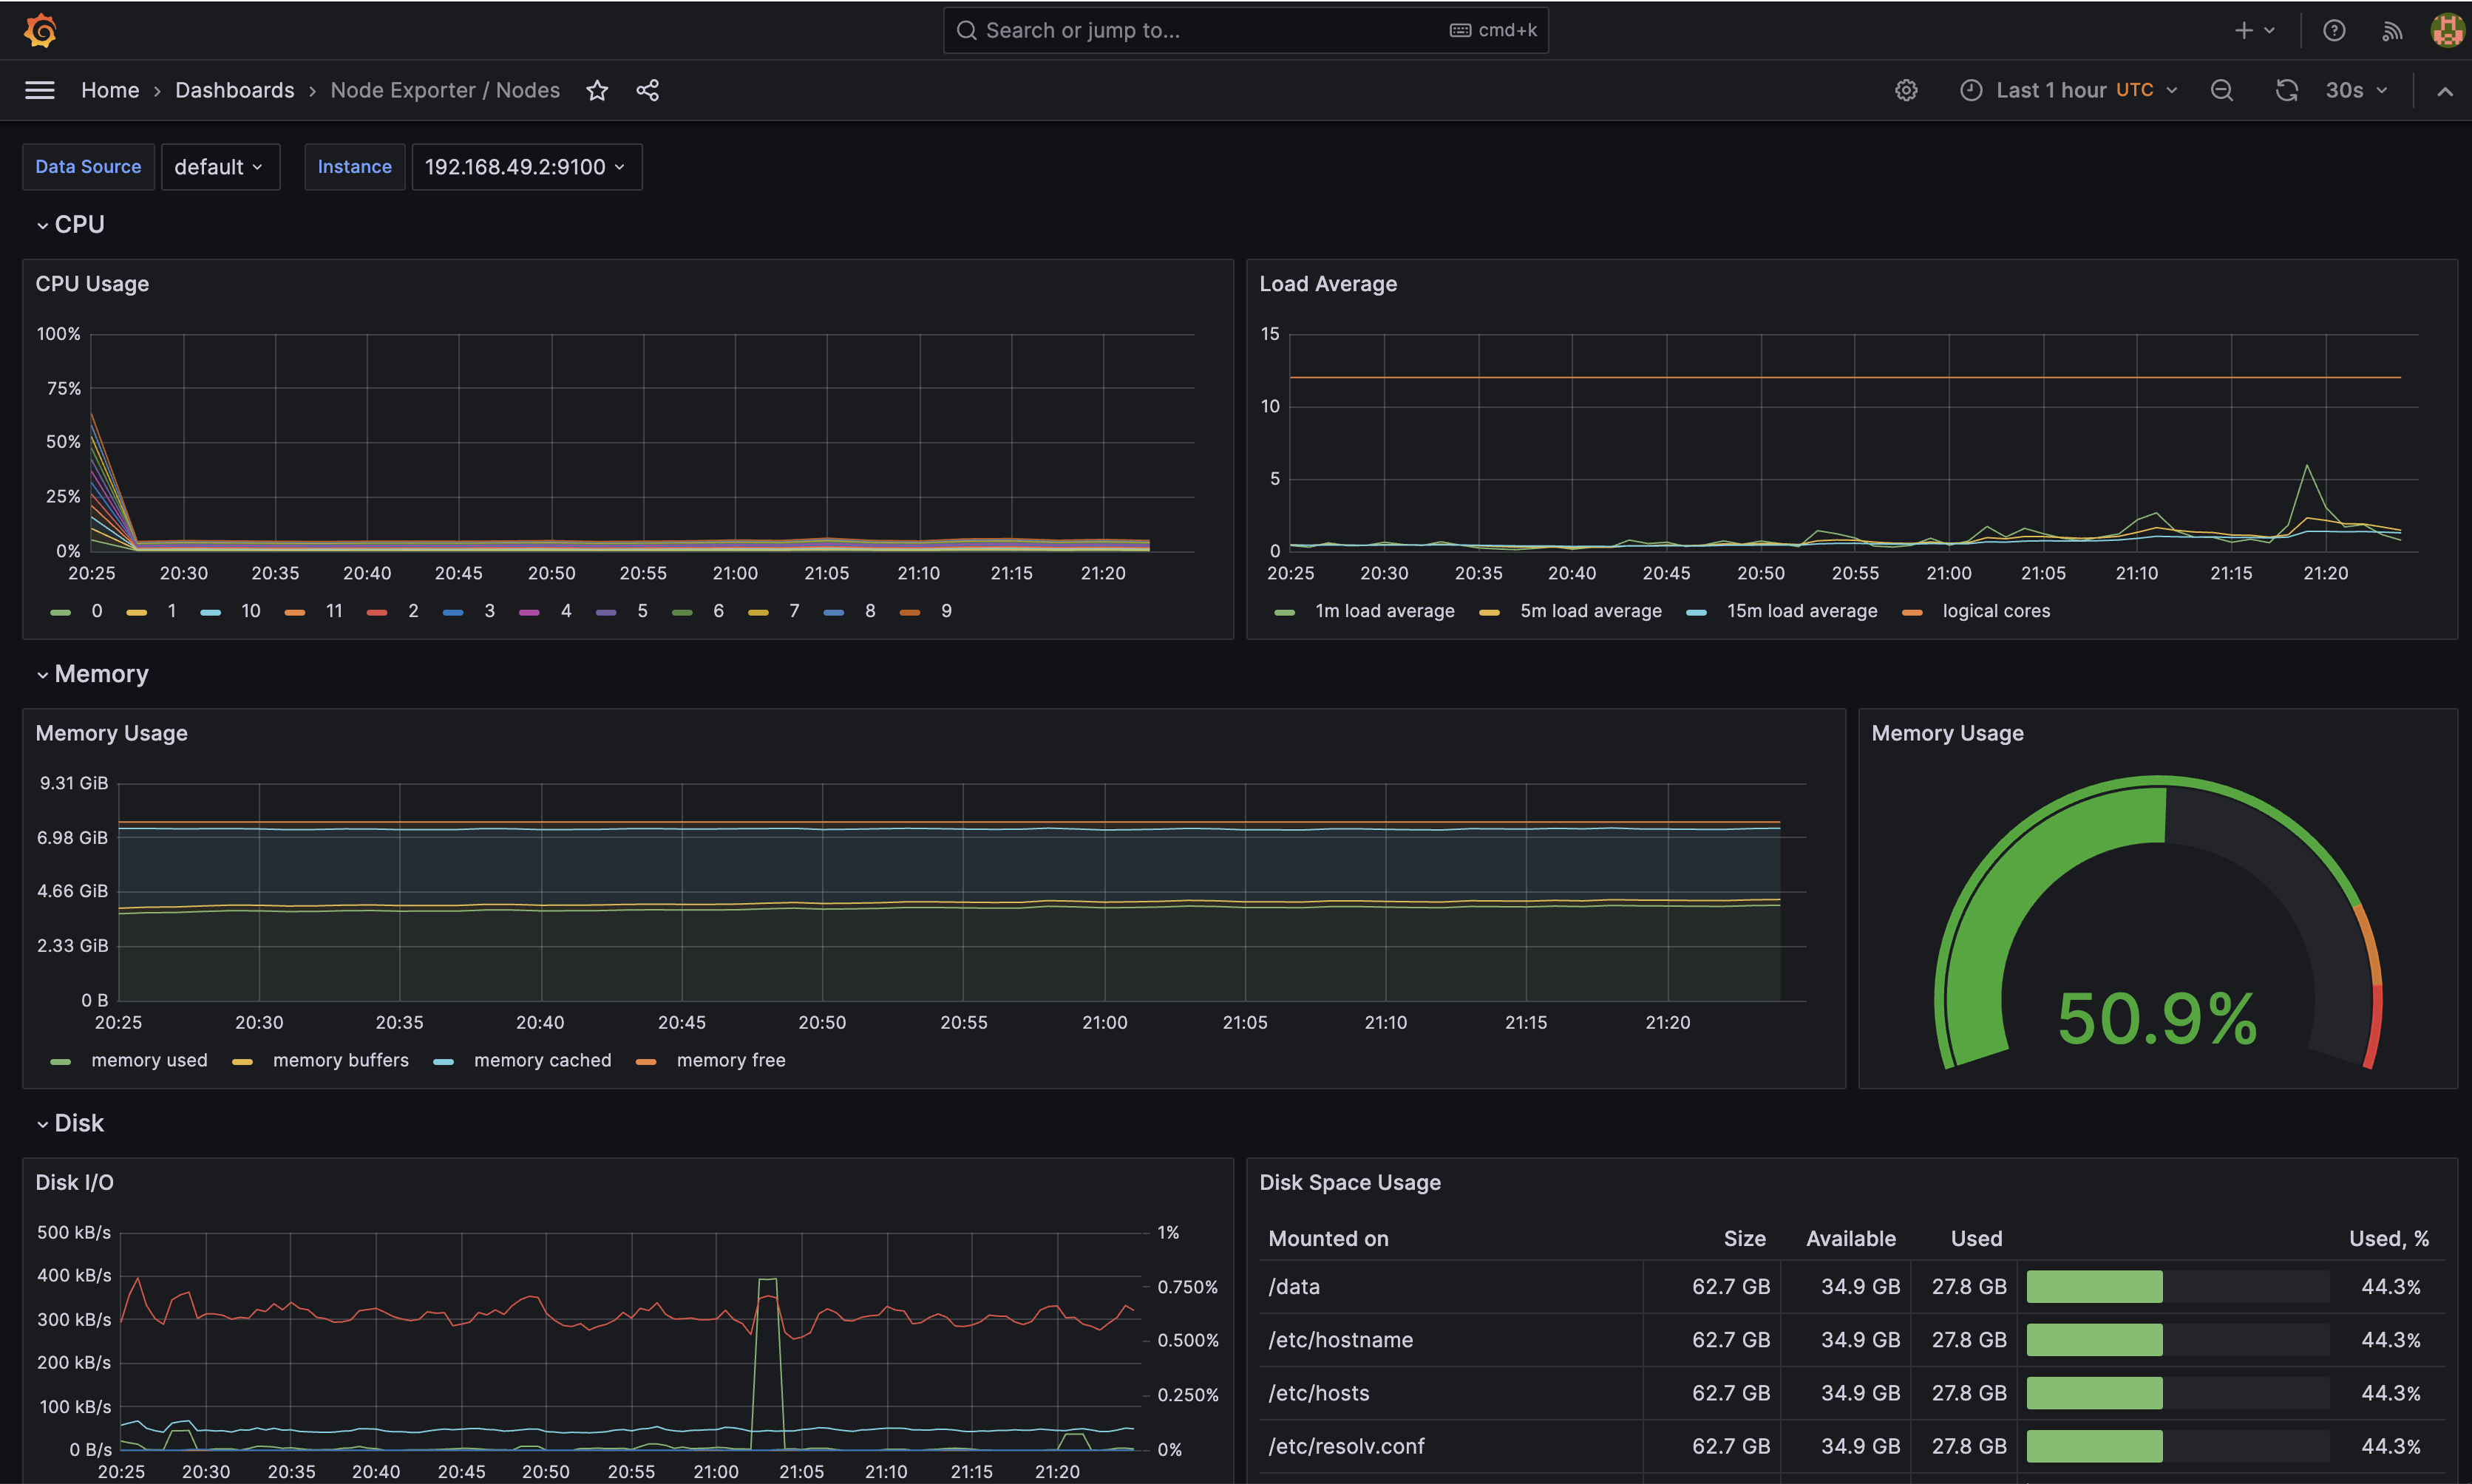 Search or jump to... cmd+k
Home › Dashboards › Node Exporter / Nodes Last 1 hour UTC 30s
Data Source default Instance 192.168.49.2:9100
CPU
CPU Usage
100%
75%
50%
25%
0%
20:25 20:30 20:35 20:40 20:45 20:50 20:55 21:00 21:05 21:10 21:15 21:20
0 1 10 11 2 3 4 5 6 7 8 9
Load Average
15
10
5
0
20:25 20:30 20:35 20:40 20:45 20:50 20:55 21:00 21:05 21:10 21:15 21:20
1m load average 5m load average 15m load average logical cores
Memory
Memory Usage
9.31 GiB
6.98 GiB
4.66 GiB
2.33 GiB
0 B
20:25 20:30 20:35 20:40 20:45 20:50 20:55 21:00 21:05 21:10 21:15 21:20
memory used memory buffers memory cached memory free
Memory Usage
50.9%
Disk
Disk I/O
500 kB/s 1%
400 kB/s 0.750%
300 kB/s 0.500%
200 kB/s 0.250%
100 kB/s
0 B/s 0%
20:25 20:30 20:35 20:40 20:45 20:50 20:55 21:00 21:05 21:10 21:15 21:20
Disk Space Usage
Mounted on Size Available Used Used, %
/data 62.7 GB 34.9 GB 27.8 GB 44.3%
/etc/hostname 62.7 GB 34.9 GB 27.8 GB 44.3%
/etc/hosts 62.7 GB 34.9 GB 27.8 GB 44.3%
/etc/resolv.conf 62.7 GB 34.9 GB 27.8 GB 44.3%